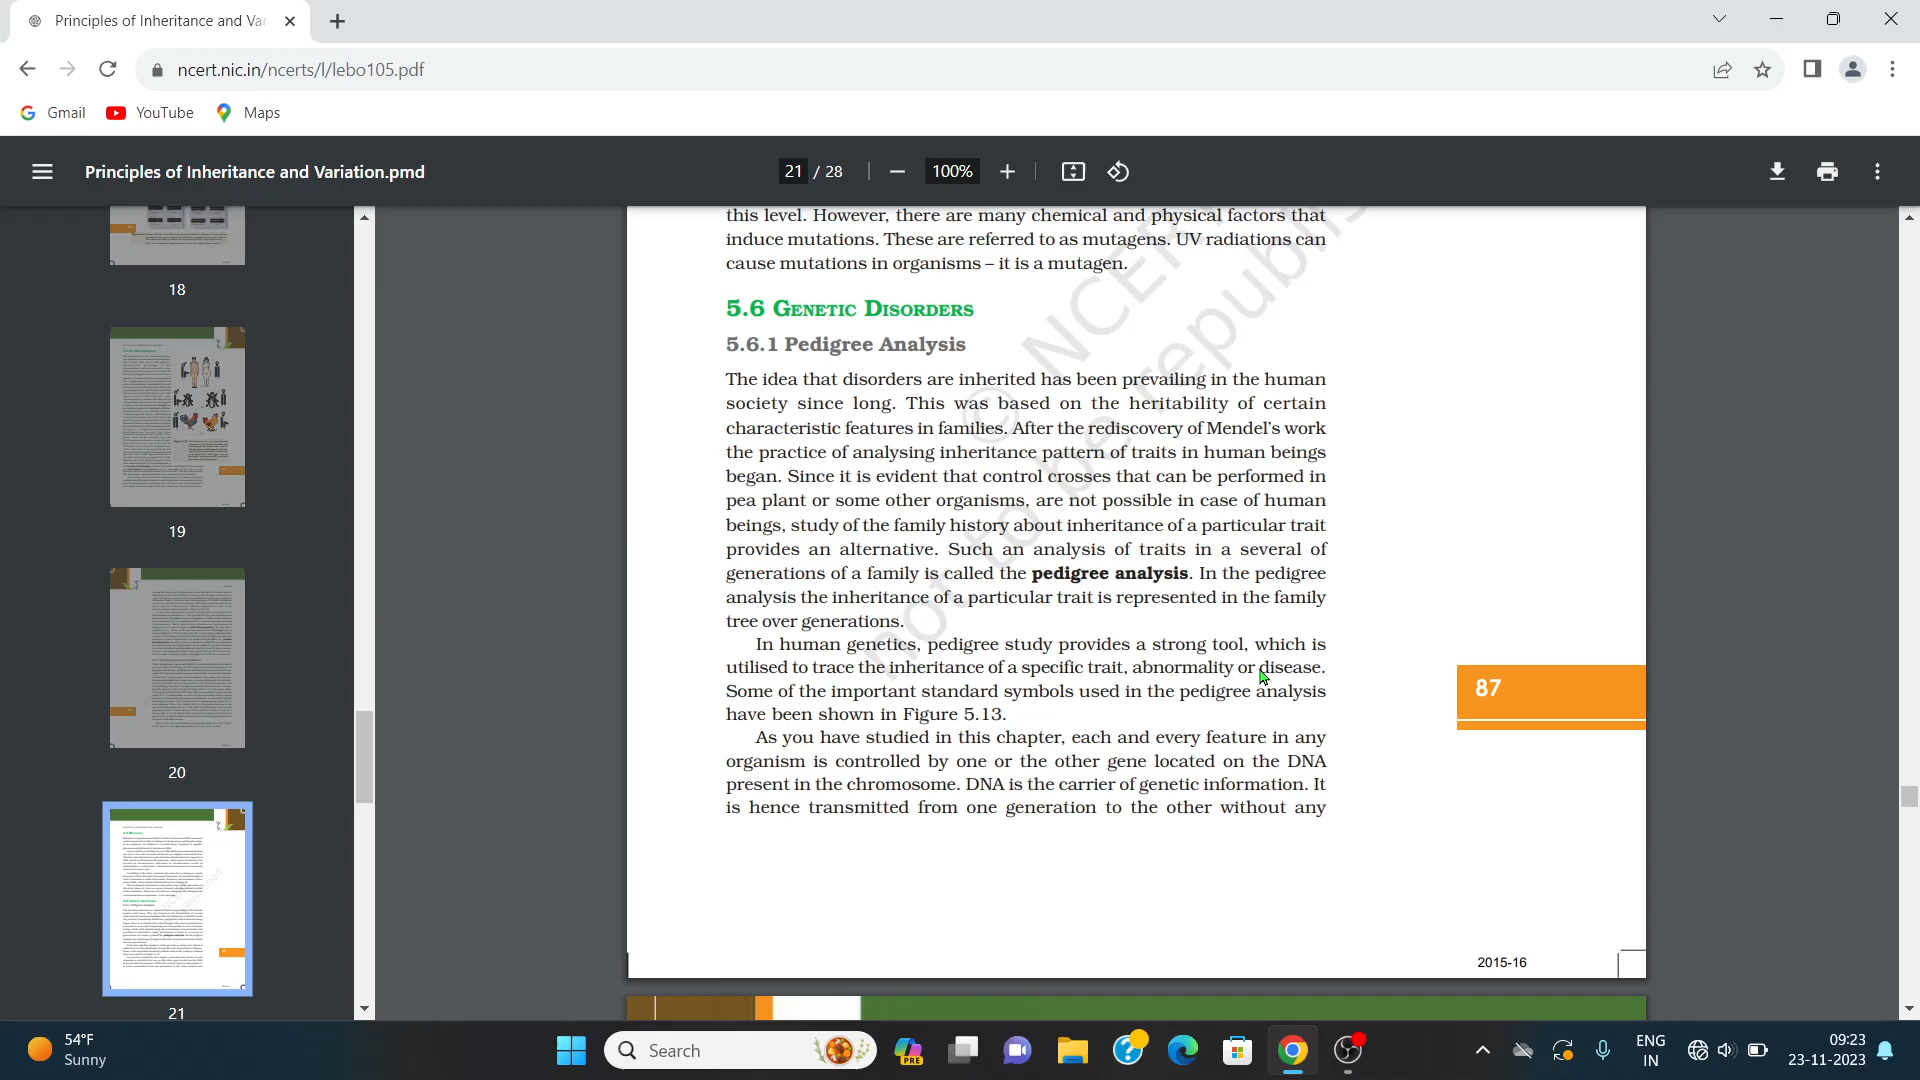 Principles of Inheritance and Var
ncert.nic.in/ncerts/l/lebo105.pdf
Gmail
YouTube
Maps
Principles of Inheritance and Variation.pmd
21 / 28
100%
18
19
20
21
this level. However, there are many chemical and physical factors that
induce mutations. These are referred to as mutagens. UV radiations can
cause mutations in organisms – it is a mutagen.
5.6 GENETIC DISORDERS
5.6.1 Pedigree Analysis
The idea that disorders are inherited has been prevailing in the human
society since long. This was based on the heritability of certain
characteristic features in families. After the rediscovery of Mendel's work
the practice of analysing inheritance pattern of traits in human beings
began. Since it is evident that control crosses that can be performed in
pea plant or some other organisms, are not possible in case of human
beings, study of the family history about inheritance of a particular trait
provides an alternative. Such an analysis of traits in a several of
generations of a family is called the pedigree analysis. In the pedigree
analysis the inheritance of a particular trait is represented in the family
tree over generations.
In human genetics, pedigree study provides a strong tool, which is
utilised to trace the inheritance of a specific trait, abnormality or disease.
Some of the important standard symbols used in the pedigree analysis
have been shown in Figure 5.13.
As you have studied in this chapter, each and every feature in any
organism is controlled by one or the other gene located on the DNA
present in the chromosome. DNA is the carrier of genetic information. It
is hence transmitted from one generation to the other without any
© NCER
not to be republis
87
2015-16
54°F
Sunny
Search
PRE
ENG
IN
09:23
23-11-2023